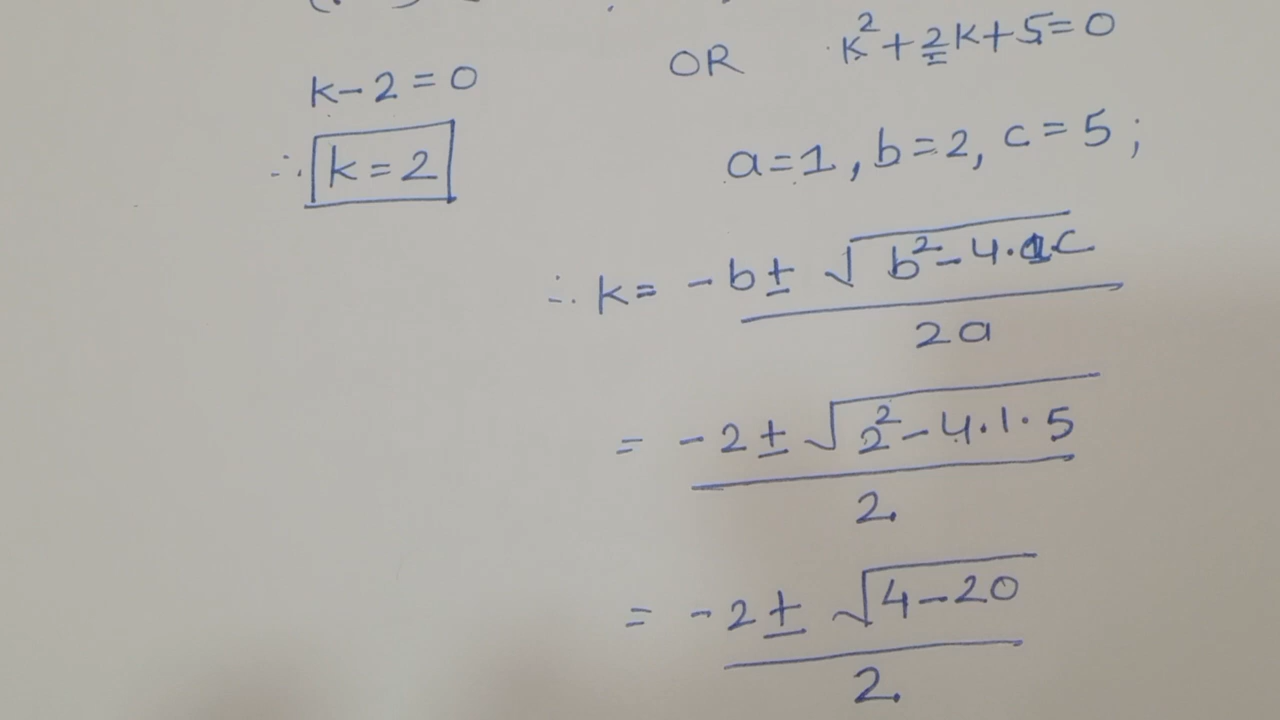 OR k²+2k+5=0
k-2=0
∴ k=2
a=1, b=2, c=5;
∴ k= -b± √(b²-4·ac) / 2a
= -2± √(2²-4·1·5) / 2.
= -2± √(4-20) / 2.